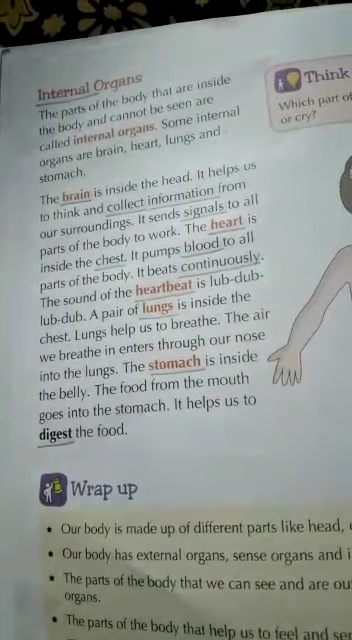 Internal Organs
The parts of the body that are inside
the body and cannot be seen are
called internal organs. Some internal
organs are brain, heart, lungs and
stomach.
The brain is inside the head. It helps us
to think and collect information from
our surroundings. It sends signals to all
parts of the body to work. The heart is
inside the chest. It pumps blood to all
parts of the body. It beats continuously.
The sound of the heartbeat is lub-dub-
lub-dub. A pair of lungs is inside the
chest. Lungs help us to breathe. The air
we breathe in enters through our nose
into the lungs. The stomach is inside
the belly. The food from the mouth
goes into the stomach. It helps us to
digest the food.
Think
Which part of
or cry?
Wrap up
★ Our body is made up of different parts like head,
★ Our body has external organs, sense organs and i
★ The parts of the body that we can see and are ou
organs.
★ The parts of the body that help us to feel and se